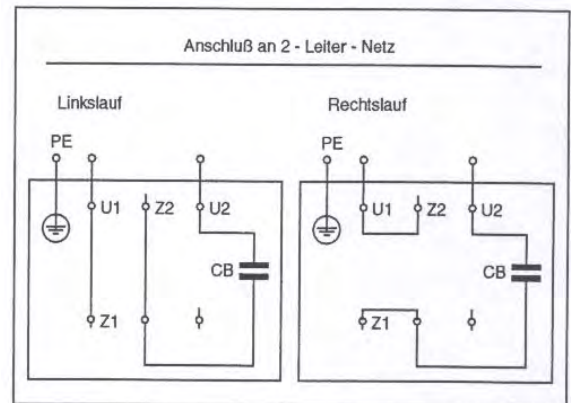 Anschluß an 2 - Leiter - Netz
Linkslauf
Rechtslauf
PE
PE
U1
Z2
U2
U1
Z2
U2
CB
CB
Z1
Z1